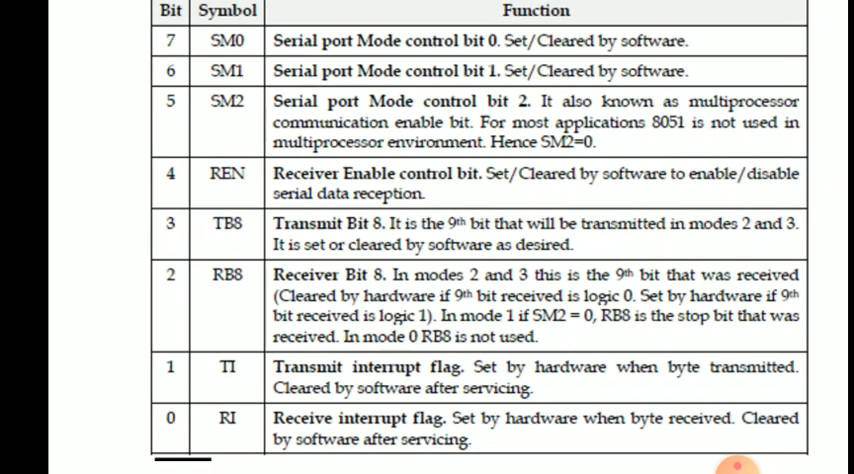 Bit Symbol Function
7 SM0 Serial port Mode control bit 0. Set/Cleared by software.
6 SM1 Serial port Mode control bit 1. Set/Cleared by software.
5 SM2 Serial port Mode control bit 2. It also known as multiprocessor
communication enable bit. For most applications 8051 is not used in
multiprocessor environment. Hence SM2=0.
4 REN Receiver Enable control bit. Set/Cleared by software to enable/disable
serial data reception.
3 TB8 Transmit Bit 8. It is the 9th bit that will be transmitted in modes 2 and 3.
It is set or cleared by software as desired.
2 RB8 Receiver Bit 8. In modes 2 and 3 this is the 9th bit that was received
(Cleared by hardware if 9th bit received is logic 0. Set by hardware if 9th
bit received is logic 1). In mode 1 if SM2 = 0, RB8 is the stop bit that was
received. In mode 0 RB8 is not used.
1 TI Transmit interrupt flag. Set by hardware when byte transmitted.
Cleared by software after servicing.
0 RI Receive interrupt flag. Set by hardware when byte received. Cleared
by software after servicing.